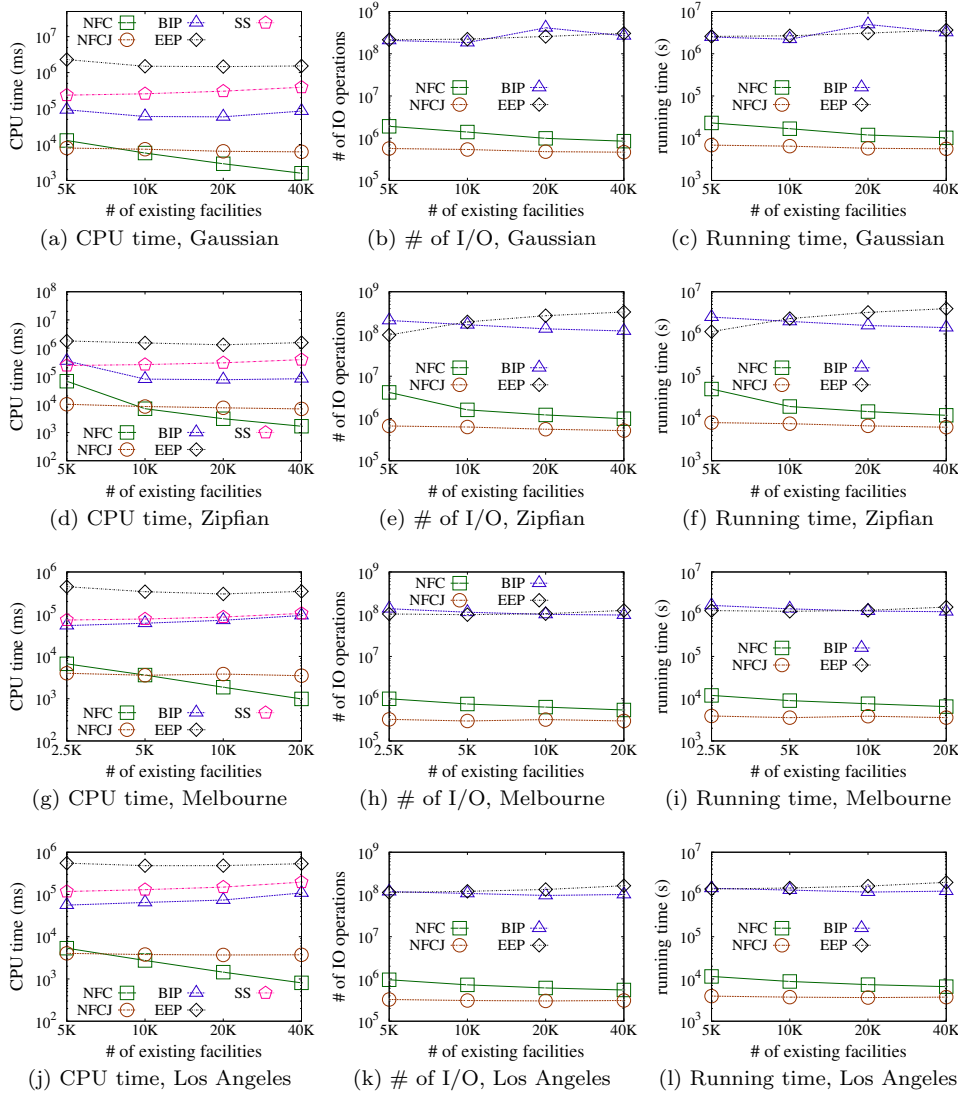 NFC BIP SS
NFCJ EEP
CPU time (ms)
10^7
10^6
10^5
10^4
10^3
5K 10K 20K 40K
# of existing facilities
(a) CPU time, Gaussian
NFC BIP
NFCJ EEP
# of IO operations
10^9
10^8
10^7
10^6
10^5
5K 10K 20K 40K
# of existing facilities
(b) # of I/O, Gaussian
NFC BIP
NFCJ EEP
running time (s)
10^6
10^5
10^4
10^3
5K 10K 20K 40K
# of existing facilities
(c) Running time, Gaussian
CPU time (ms)
10^8
10^7
10^6
10^5
10^4
10^3
10^2
NFC BIP SS
NFCJ EEP
5K 10K 20K 40K
# of existing facilities
(d) CPU time, Zipfian
# of IO operations
10^9
10^8
10^7
10^6
10^5
NFC BIP
NFCJ EEP
5K 10K 20K 40K
# of existing facilities
(e) # of I/O, Zipfian
running time (s)
10^7
10^6
10^5
10^4
10^3
NFC BIP
NFCJ EEP
5K 10K 20K 40K
# of existing facilities
(f) Running time, Zipfian
CPU time (ms)
10^6
10^5
10^4
10^3
10^2
NFC BIP SS
NFCJ EEP
2.5K 5K 10K 20K
# of existing facilities
(g) CPU time, Melbourne
# of IO operations
10^9
10^8
10^7
10^6
10^5
NFC BIP
NFCJ EEP
2.5K 5K 10K 20K
# of existing facilities
(h) # of I/O, Melbourne
running time (s)
10^7
10^6
10^5
10^4
10^3
NFC BIP
NFCJ EEP
2.5K 5K 10K 20K
# of existing facilities
(i) Running time, Melbourne
CPU time (ms)
10^6
10^5
10^4
10^3
10^2
NFC BIP SS
NFCJ EEP
5K 10K 20K 40K
# of existing facilities
(j) CPU time, Los Angeles
# of IO operations
10^9
10^8
10^7
10^6
10^5
NFC BIP
NFCJ EEP
5K 10K 20K 40K
# of existing facilities
(k) # of I/O, Los Angeles
running time (s)
10^7
10^6
10^5
10^4
10^3
NFC BIP
NFCJ EEP
5K 10K 20K 40K
# of existing facilities
(l) Running time, Los Angeles